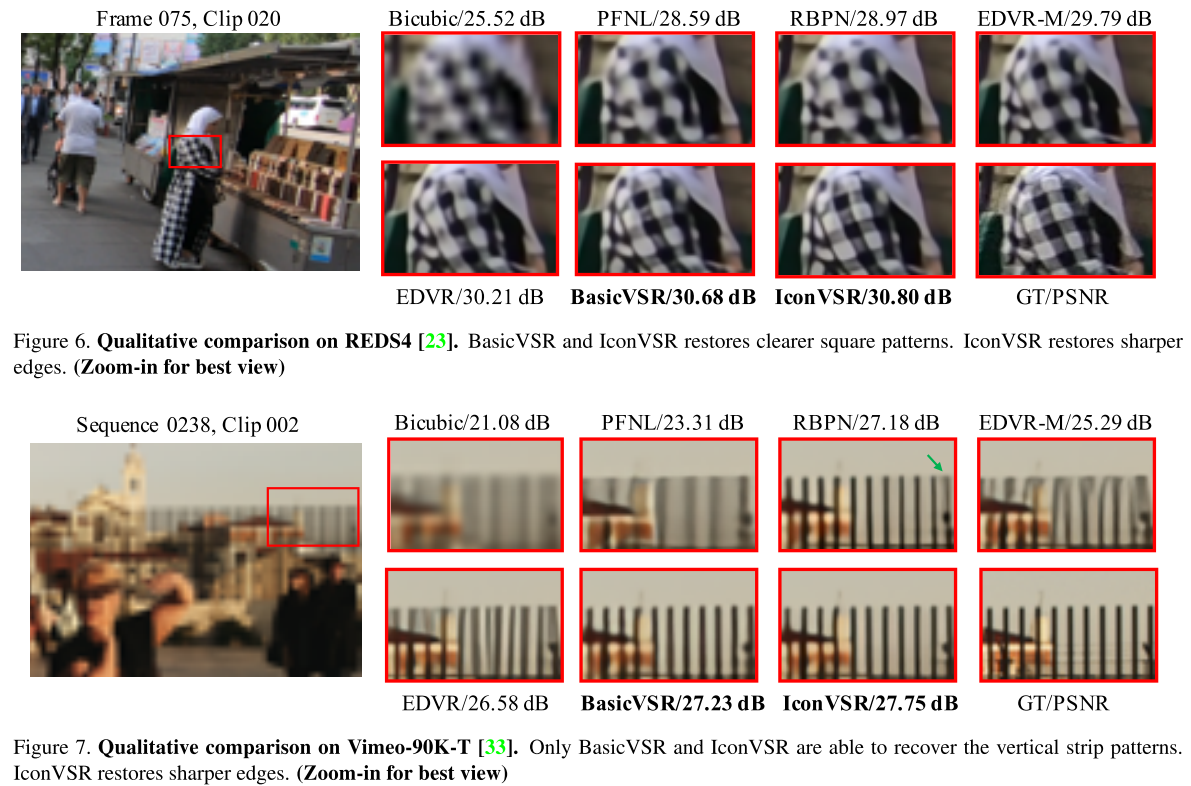 Frame 075, Clip 020
Bicubic/25.52 dB
PFNL/28.59 dB
RBPN/28.97 dB
EDVR-M/29.79 dB
EDVR/30.21 dB
BasicVSR/30.68 dB
IconVSR/30.80 dB
GT/PSNR
Figure 6. Qualitative comparison on REDS4 [23]. BasicVSR and IconVSR restores clearer square patterns. IconVSR restores sharper
edges. (Zoom-in for best view)
Sequence 0238, Clip 002
Bicubic/21.08 dB
PFNL/23.31 dB
RBPN/27.18 dB
EDVR-M/25.29 dB
EDVR/26.58 dB
BasicVSR/27.23 dB
IconVSR/27.75 dB
GT/PSNR
Figure 7. Qualitative comparison on Vimeo-90K-T [33]. Only BasicVSR and IconVSR are able to recover the vertical strip patterns.
IconVSR restores sharper edges. (Zoom-in for best view)